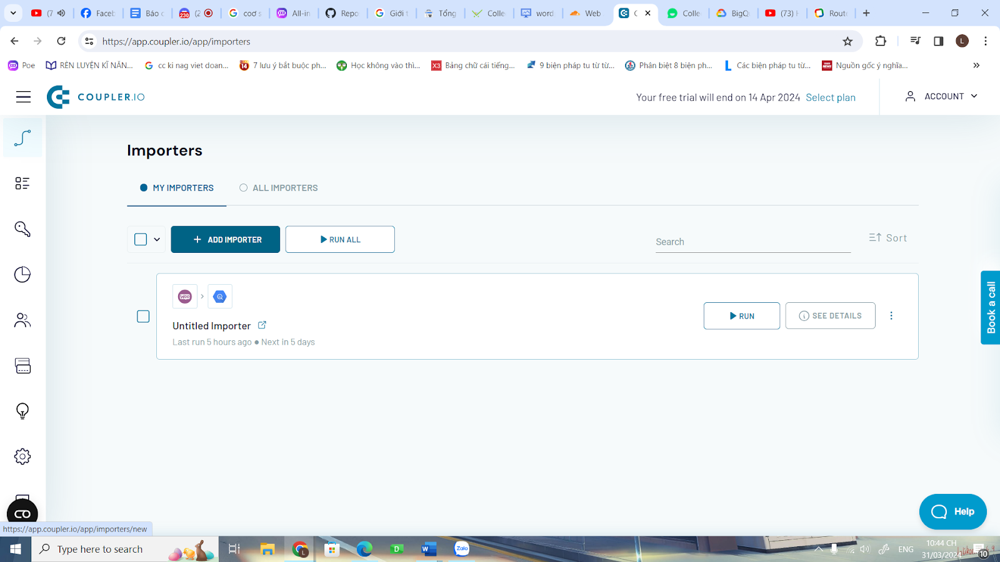 (7
Faceb
Báo c
(2
coơ s
All-in
Repo
Giới t
Tổng
Colle
word
Web
C
Colle
BigQ
(73) H
Route
https://app.coupler.io/app/importers
Poe
RÈN LUYỆN KĨ NĂN...
cc ki nag viet doan...
7 lưu ý bắt buộc ph...
Học không vào thì...
Bảng chữ cái tiếng...
9 biện pháp tu từ từ...
Phân biệt 8 biện ph...
Các biện pháp tu từ...
Nguồn gốc ý nghĩa...
COUPLER.IO
Your free trial will end on 14 Apr 2024 Select plan
ACCOUNT
Importers
MY IMPORTERS
ALL IMPORTERS
+ ADD IMPORTER
RUN ALL
Search
Sort
Woo
Untitled Importer
Last run 5 hours ago ● Next in 5 days
RUN
SEE DETAILS
Book a call
Help
https://app.coupler.io/app/importers/new
Type here to search
Zalo
ENG
10:44 CH
31/03/2024
10